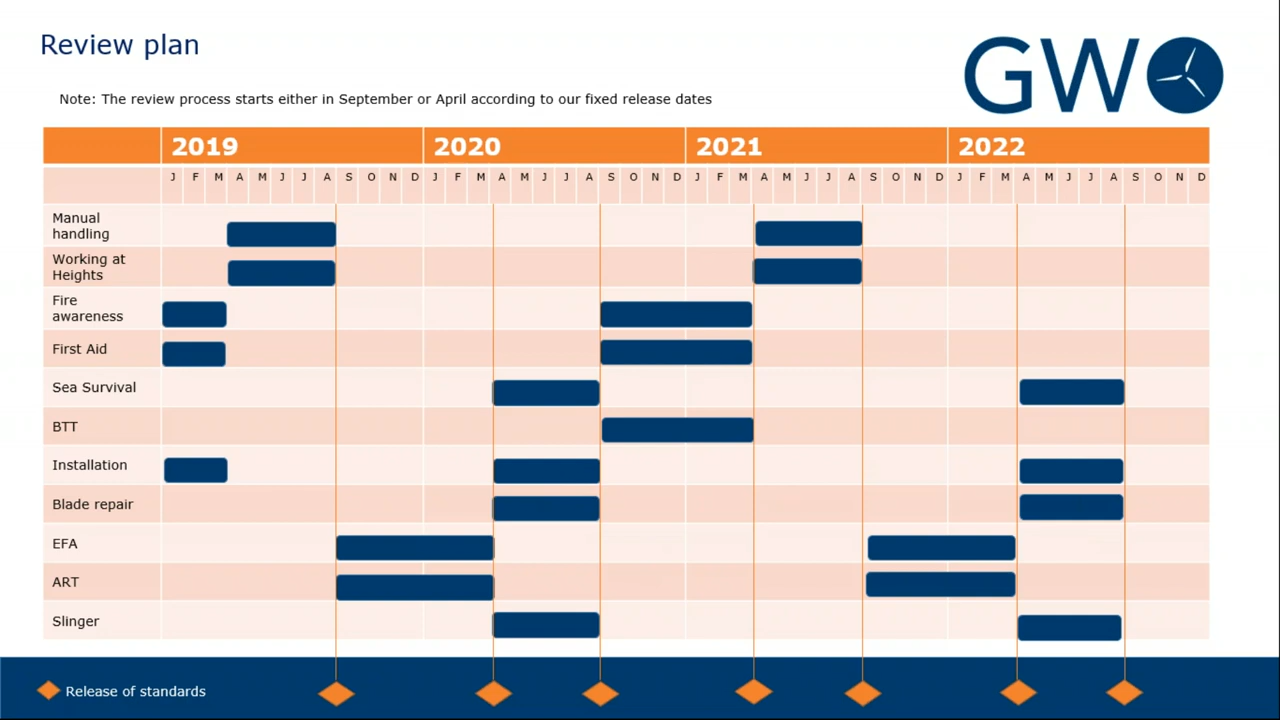 Review plan
GWO
Note: The review process starts either in September or April according to our fixed release dates
2019 2020 2021 2022
J F M A M J J A S O N D J F M A M J J A S O N D J F M A M J J A S O N D J F M A M J J A S O N D
Manual
handling
Working at
Heights
Fire
awareness
First Aid
Sea Survival
BTT
Installation
Blade repair
EFA
ART
Slinger
Release of standards